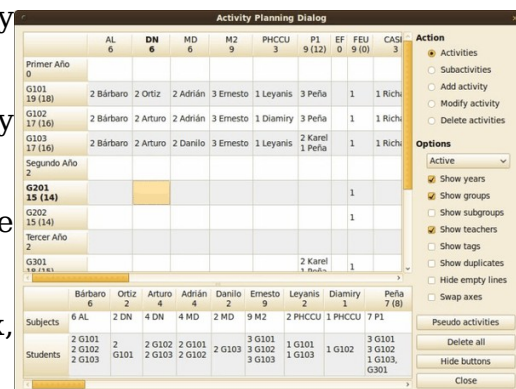 y
Activity Planning Dialog
AL DN MD M2 PHCCU P1 EF FEU CASI
6 6 6 9 3 9 (12) 0 9 (0) 3
Primer Año
0
G101 2 Bárbaro 2 Ortiz 2 Adrián 3 Ernesto 1 Leyanis 3 Peña 1 1 Richa
19 (18)
y
G102 2 Bárbaro 2 Arturo 2 Adrián 3 Ernesto 1 Diamiry 3 Peña 1 1 Richa
17 (16)
G103 2 Bárbaro 2 Arturo 2 Danilo 3 Ernesto 1 Leyanis 2 Karel 1 1 Richa
17 (16) 1 Peña
Segundo Año
2
G201 1
15 (14)
e
G202 1
15 (14)
Tercer Año
2
G301 2 Karel 1
Bárbaro Ortiz Arturo Adrián Danilo Ernesto Leyanis Diamiry Peña
6 2 4 4 2 9 2 1 7 (8)
Subjects 6 AL 2 DN 4 DN 4 MD 2 MD 9 M2 2 PHCCU 1 PHCCU 7 P1
k,
Students
2 G101 2 G102 2 G103
2 G101
2 G102 2 G103
2 G101 2 G102
2 G103
3 G101 3 G102 3 G103
1 G101 1 G103
1 G102
3 G101 3 G102 1 G103, G301
Action
Activities
Subactivities
Add activity
Modify activity
Delete activities
Options
Active
Show years
Show groups
Show subgroups
Show teachers
Show tags
Show duplicates
Hide empty lines
Swap axes
Pseudo activities
Delete all
Hide buttons
Close